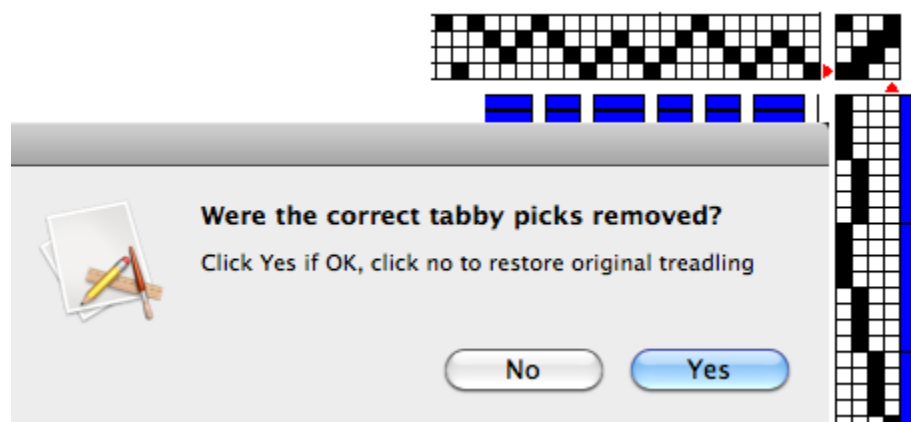 Were the correct tabby picks removed?
Click Yes if OK, click no to restore original treadling
No Yes